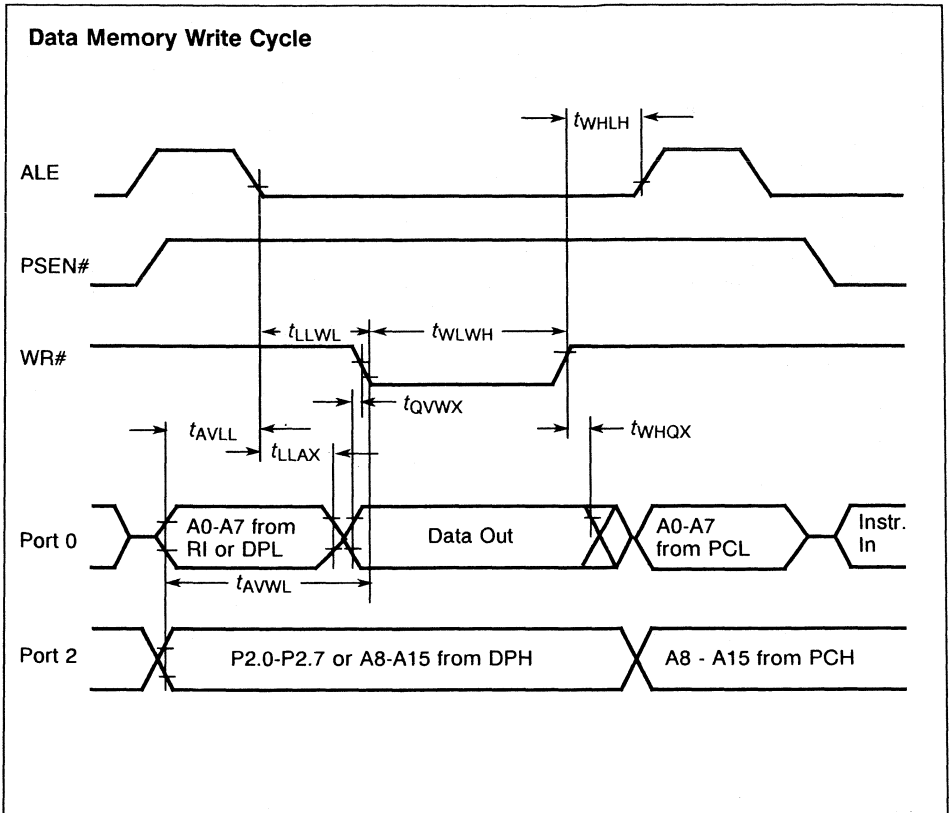 Data Memory Write Cycle
tWHLH
ALE
PSEN#
tLLWL
tWLWH
WR#
tQVWX
tAVLL
tWHQX
tLLAX
Port 0
A0-A7 from
RI or DPL
Data Out
A0-A7
from PCL
Instr.
In
tAVWL
Port 2
P2.0-P2.7 or A8-A15 from DPH
A8 - A15 from PCH